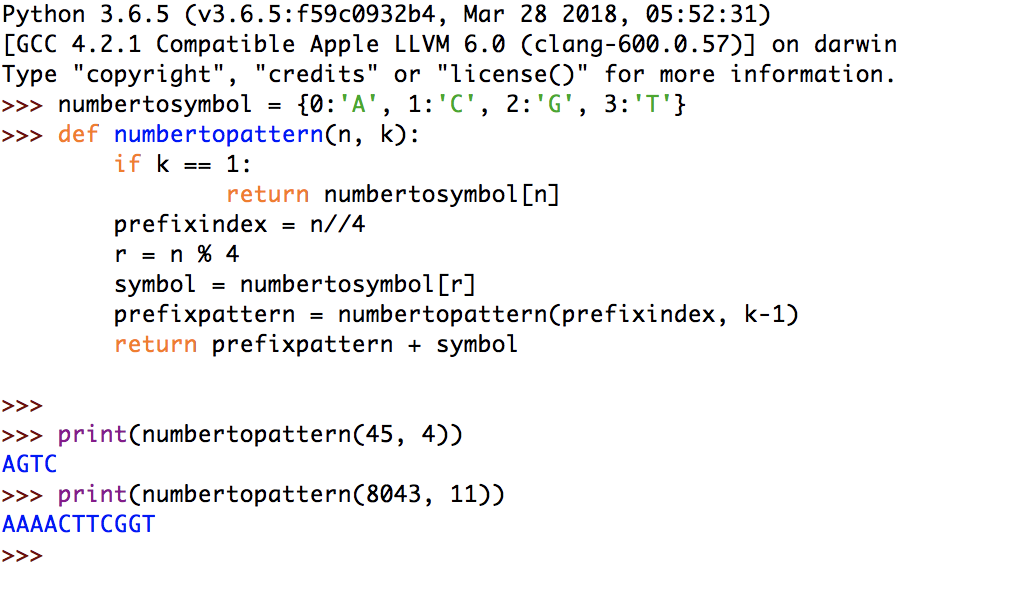 Python 3.6.5 (v3.6.5:f59c0932b4, Mar 28 2018, 05:52:31)
[GCC 4.2.1 Compatible Apple LLVM 6.0 (clang-600.0.57)] on darwin
Type "copyright", "credits" or "license()" for more information.
>>> numbertosymbol = {0:'A', 1:'C', 2:'G', 3:'T'}
>>> def numbertopattern(n, k):
        if k == 1:
                return numbertosymbol[n]
        prefixindex = n//4
        r = n % 4
        symbol = numbertosymbol[r]
        prefixpattern = numbertopattern(prefixindex, k-1)
        return prefixpattern + symbol

>>>
>>> print(numbertopattern(45, 4))
AGTC
>>> print(numbertopattern(8043, 11))
AAAACTTCGGT
>>>